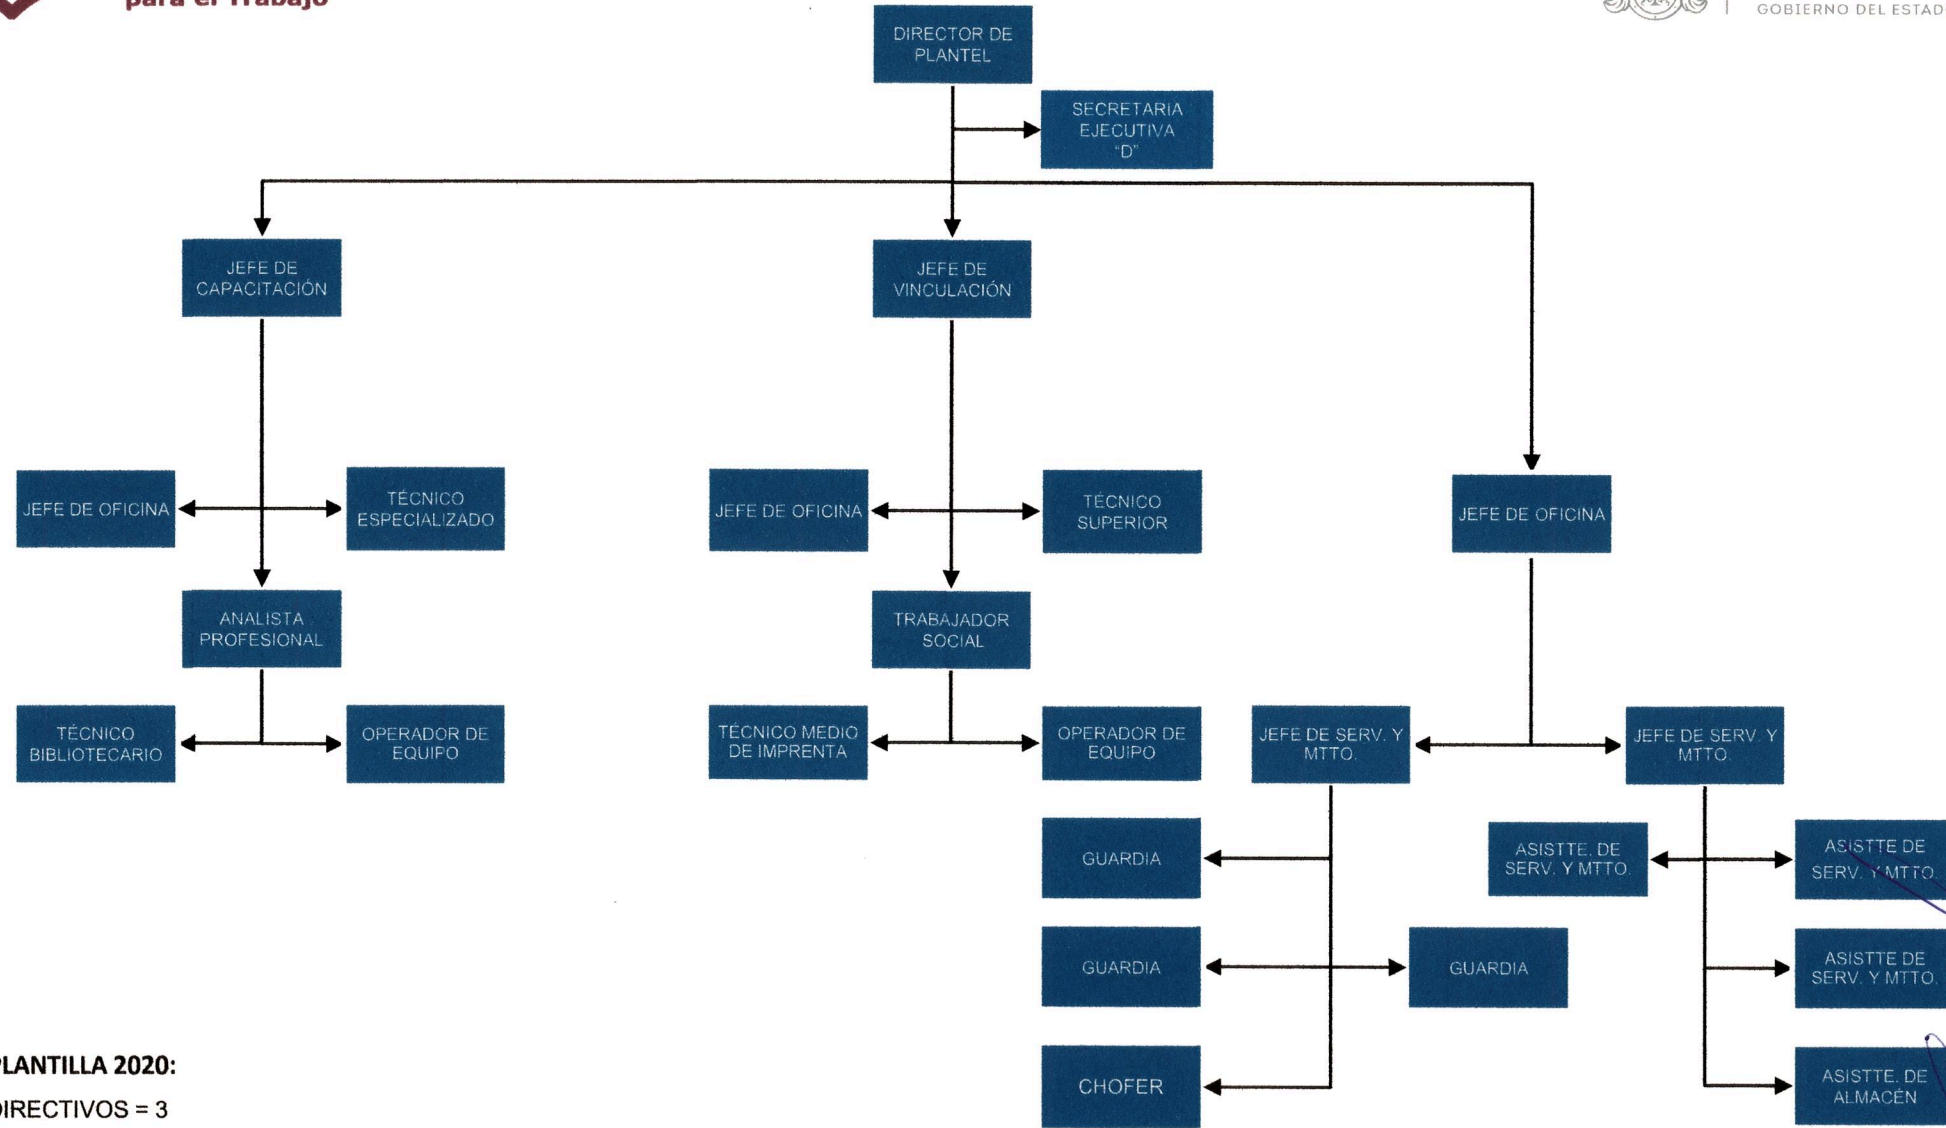 para el Trabajo
GOBIERNO DEL ESTAD
DIRECTOR DE
PLANTEL
SECRETARIA
EJECUTIVA
"D"
JEFE DE
CAPACITACIÓN
JEFE DE
VINCULACIÓN
JEFE DE OFICINA
TÉCNICO
ESPECIALIZADO
JEFE DE OFICINA
TÉCNICO
SUPERIOR
JEFE DE OFICINA
ANALISTA
PROFESIONAL
TRABAJADOR
SOCIAL
TÉCNICO
BIBLIOTECARIO
OPERADOR DE
EQUIPO
TÉCNICO MEDIO
DE IMPRENTA
OPERADOR DE
EQUIPO
JEFE DE SERV. Y
MTTO.
JEFE DE SERV. Y
MTTO.
GUARDIA
ASISTTE. DE
SERV. Y MTTO.
ASISTTE DE
SERV. Y MTTO.
GUARDIA
GUARDIA
ASISTTE DE
SERV. Y MTTO.
CHOFER
ASISTTE. DE
ALMACÉN
PLANTILLA 2020:
DIRECTIVOS = 3